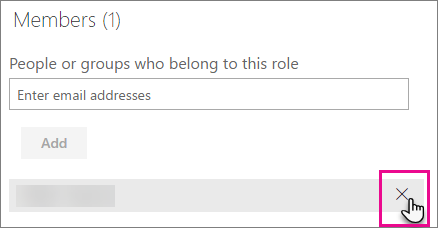 Members (1)
People or groups who belong to this role
Enter email addresses
Add